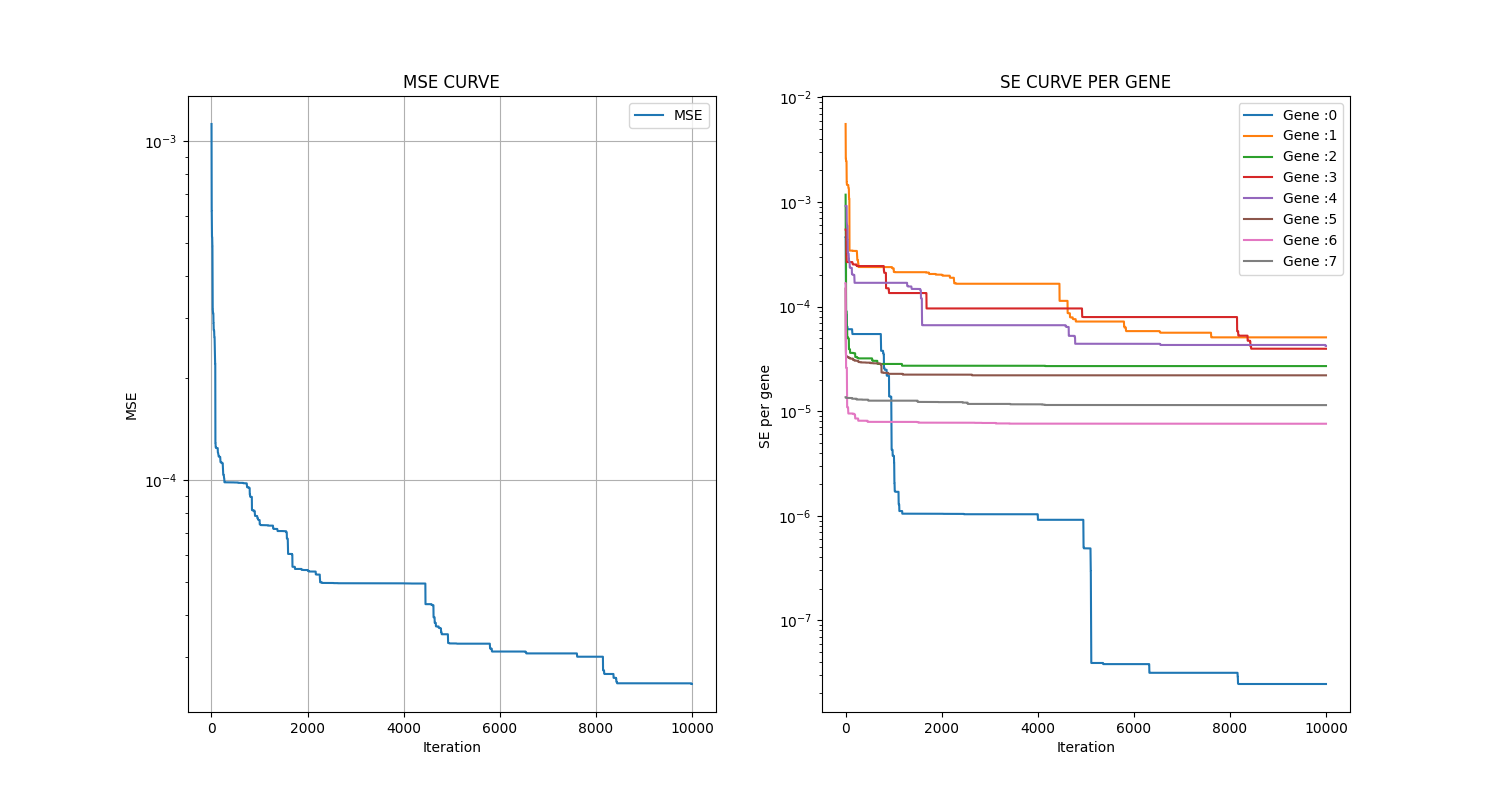 MSE CURVE
MSE
10^-3
10^-4
MSE
0 2000 4000 6000 8000 10000
Iteration
SE CURVE PER GENE
Gene :0
Gene :1
Gene :2
Gene :3
Gene :4
Gene :5
Gene :6
Gene :7
10^-2
10^-3
10^-4
10^-5
10^-6
10^-7
SE per gene
0 2000 4000 6000 8000 10000
Iteration